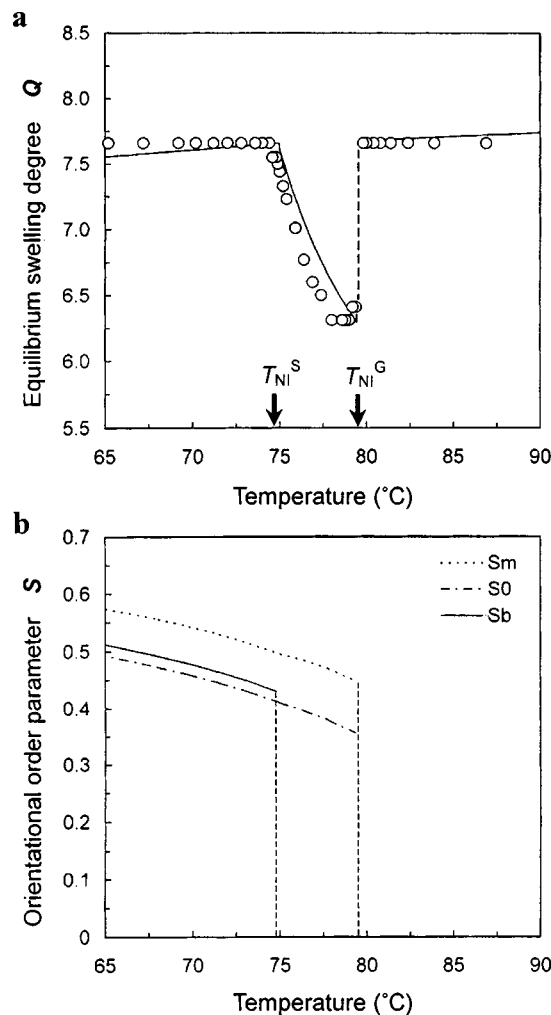 a
8.5
8.0
7.5
7.0
6.5
6.0
5.5
Equilibrium swelling degree Q
T_NI^S
T_NI^G
65
70
75
80
85
90
Temperature (°C)
b
0.7
0.6
0.5
0.4
0.3
0.2
0.1
0
Orientational order parameter S
Sm
S0
Sb
65
70
75
80
85
90
Temperature (°C)